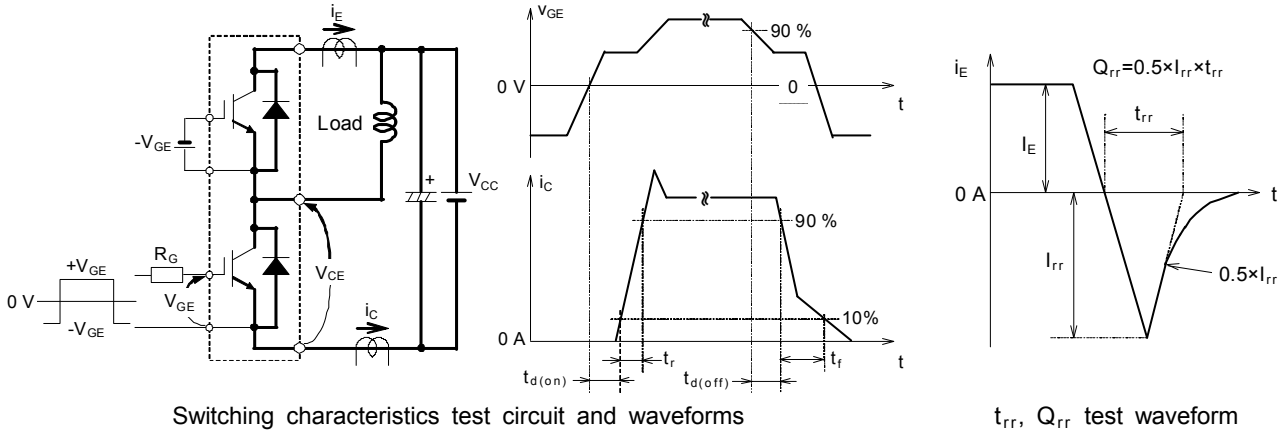 i_E
-V_GE
Load
+
V_CC
R_G
+V_GE
0 V
-V_GE
V_GE
V_CE
i_C
v_GE
90 %
0 V
0
t
i_C
90 %
10%
0 A
t
t_r
t_f
t_d(on)
t_d(off)
Switching characteristics test circuit and waveforms
i_E
Q_rr=0.5×I_rr×t_rr
t_rr
I_E
0 A
t
I_rr
0.5×I_rr
t_rr, Q_rr test waveform